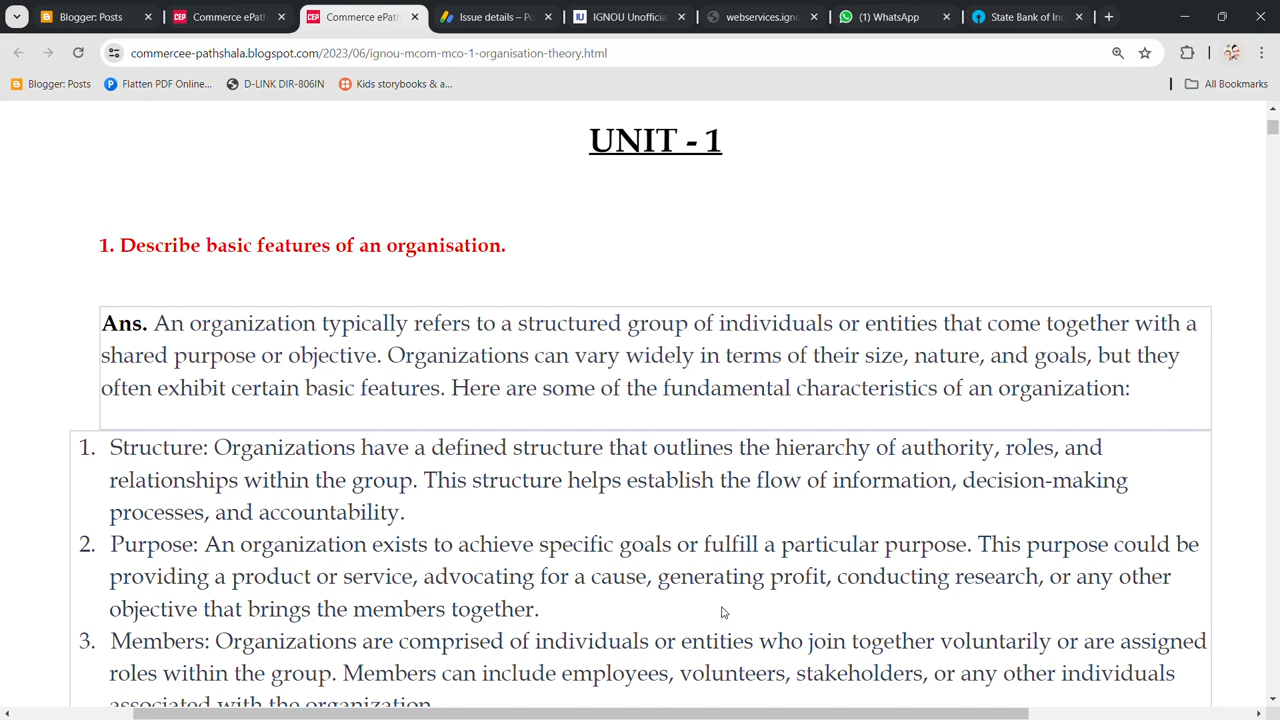 Blogger: Posts
Commerce ePath
Commerce ePath
Issue details – Po
IGNOU Unofficia
webservices.igno
(1) WhatsApp
State Bank of Inc
commercee-pathshala.blogspot.com/2023/06/ignou-mcom-mco-1-organisation-theory.html
Blogger: Posts
Flatten PDF Online...
D-LINK DIR-806IN
Kids storybooks & a...
All Bookmarks
UNIT - 1
1. Describe basic features of an organisation.
Ans. An organization typically refers to a structured group of individuals or entities that come together with a
shared purpose or objective. Organizations can vary widely in terms of their size, nature, and goals, but they
often exhibit certain basic features. Here are some of the fundamental characteristics of an organization:
1. Structure: Organizations have a defined structure that outlines the hierarchy of authority, roles, and
relationships within the group. This structure helps establish the flow of information, decision-making
processes, and accountability.
2. Purpose: An organization exists to achieve specific goals or fulfill a particular purpose. This purpose could be
providing a product or service, advocating for a cause, generating profit, conducting research, or any other
objective that brings the members together.
3. Members: Organizations are comprised of individuals or entities who join together voluntarily or are assigned
roles within the group. Members can include employees, volunteers, stakeholders, or any other individuals
associated with the organization.